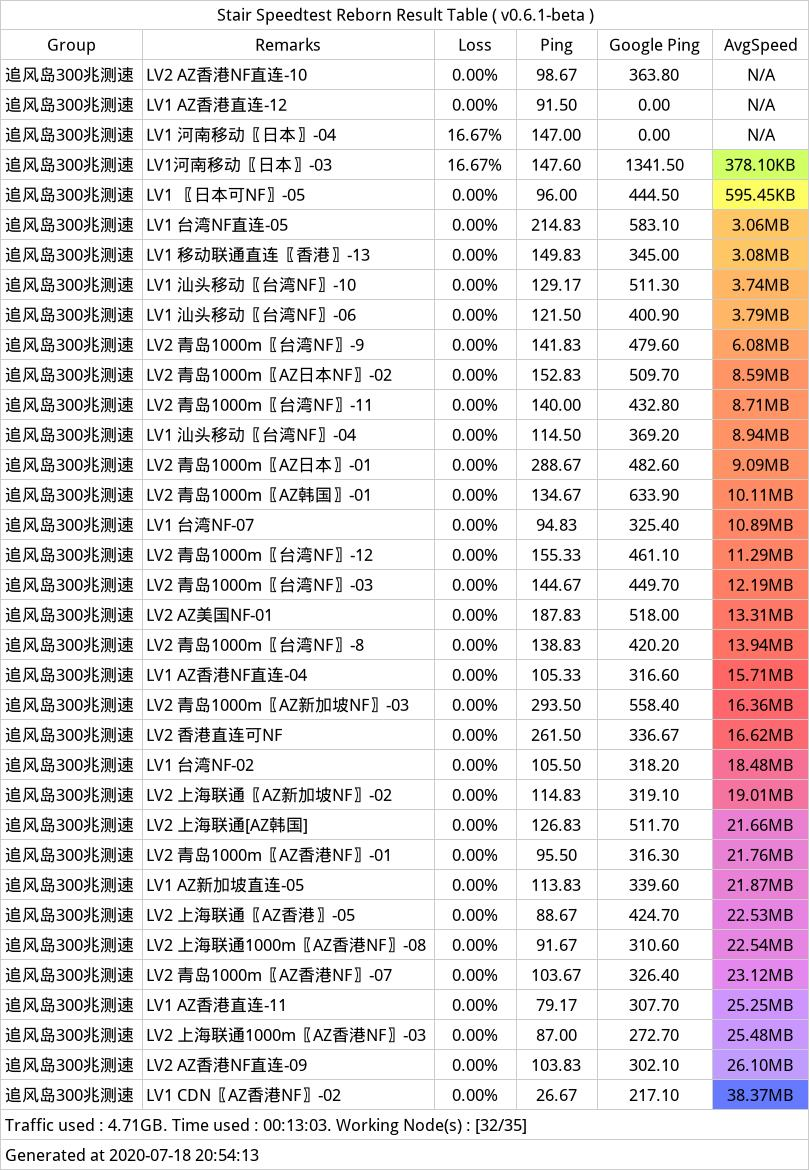 Stair Speedtest Reborn Result Table ( v0.6.1-beta )
Group Remarks Loss Ping Google Ping AvgSpeed
追风岛300兆测速 LV2 AZ香港NF直连-10 0.00% 98.67 363.80 N/A
追风岛300兆测速 LV1 AZ香港直连-12 0.00% 91.50 0.00 N/A
追风岛300兆测速 LV1 河南移动〖日本〗-04 16.67% 147.00 0.00 N/A
追风岛300兆测速 LV1河南移动〖日本〗-03 16.67% 147.60 1341.50 378.10KB
追风岛300兆测速 LV1 〖日本可NF〗-05 0.00% 96.00 444.50 595.45KB
追风岛300兆测速 LV1 台湾NF直连-05 0.00% 214.83 583.10 3.06MB
追风岛300兆测速 LV1 移动联通直连〖香港〗-13 0.00% 149.83 345.00 3.08MB
追风岛300兆测速 LV1 汕头移动〖台湾NF〗-10 0.00% 129.17 511.30 3.74MB
追风岛300兆测速 LV1 汕头移动〖台湾NF〗-06 0.00% 121.50 400.90 3.79MB
追风岛300兆测速 LV2 青岛1000m〖台湾NF〗-9 0.00% 141.83 479.60 6.08MB
追风岛300兆测速 LV2 青岛1000m〖AZ日本NF〗-02 0.00% 152.83 509.70 8.59MB
追风岛300兆测速 LV2 青岛1000m〖台湾NF〗-11 0.00% 140.00 432.80 8.71MB
追风岛300兆测速 LV1 汕头移动〖台湾NF〗-04 0.00% 114.50 369.20 8.94MB
追风岛300兆测速 LV2 青岛1000m〖AZ日本〗-01 0.00% 288.67 482.60 9.09MB
追风岛300兆测速 LV2 青岛1000m〖AZ韩国〗-01 0.00% 134.67 633.90 10.11MB
追风岛300兆测速 LV1 台湾NF-07 0.00% 94.83 325.40 10.89MB
追风岛300兆测速 LV2 青岛1000m〖台湾NF〗-12 0.00% 155.33 461.10 11.29MB
追风岛300兆测速 LV2 青岛1000m〖台湾NF〗-03 0.00% 144.67 449.70 12.19MB
追风岛300兆测速 LV2 AZ美国NF-01 0.00% 187.83 518.00 13.31MB
追风岛300兆测速 LV2 青岛1000m〖台湾NF〗-8 0.00% 138.83 420.20 13.94MB
追风岛300兆测速 LV1 AZ香港NF直连-04 0.00% 105.33 316.60 15.71MB
追风岛300兆测速 LV2 青岛1000m〖AZ新加坡NF〗-03 0.00% 293.50 558.40 16.36MB
追风岛300兆测速 LV2 香港直连可NF 0.00% 261.50 336.67 16.62MB
追风岛300兆测速 LV1 台湾NF-02 0.00% 105.50 318.20 18.48MB
追风岛300兆测速 LV2 上海联通〖AZ新加坡NF〗-02 0.00% 114.83 319.10 19.01MB
追风岛300兆测速 LV2 上海联通[AZ韩国] 0.00% 126.83 511.70 21.66MB
追风岛300兆测速 LV2 青岛1000m〖AZ香港NF〗-01 0.00% 95.50 316.30 21.76MB
追风岛300兆测速 LV1 AZ新加坡直连-05 0.00% 113.83 339.60 21.87MB
追风岛300兆测速 LV2 上海联通〖AZ香港〗-05 0.00% 88.67 424.70 22.53MB
追风岛300兆测速 LV2 上海联通1000m〖AZ香港NF〗-08 0.00% 91.67 310.60 22.54MB
追风岛300兆测速 LV2 青岛1000m〖AZ香港NF〗-07 0.00% 103.67 326.40 23.12MB
追风岛300兆测速 LV1 AZ香港直连-11 0.00% 79.17 307.70 25.25MB
追风岛300兆测速 LV2 上海联通1000m〖AZ香港NF〗-03 0.00% 87.00 272.70 25.48MB
追风岛300兆测速 LV2 AZ香港NF直连-09 0.00% 103.83 302.10 26.10MB
追风岛300兆测速 LV1 CDN〖AZ香港NF〗-02 0.00% 26.67 217.10 38.37MB
Traffic used : 4.71GB. Time used : 00:13:03. Working Node(s) : [32/35]
Generated at 2020-07-18 20:54:13